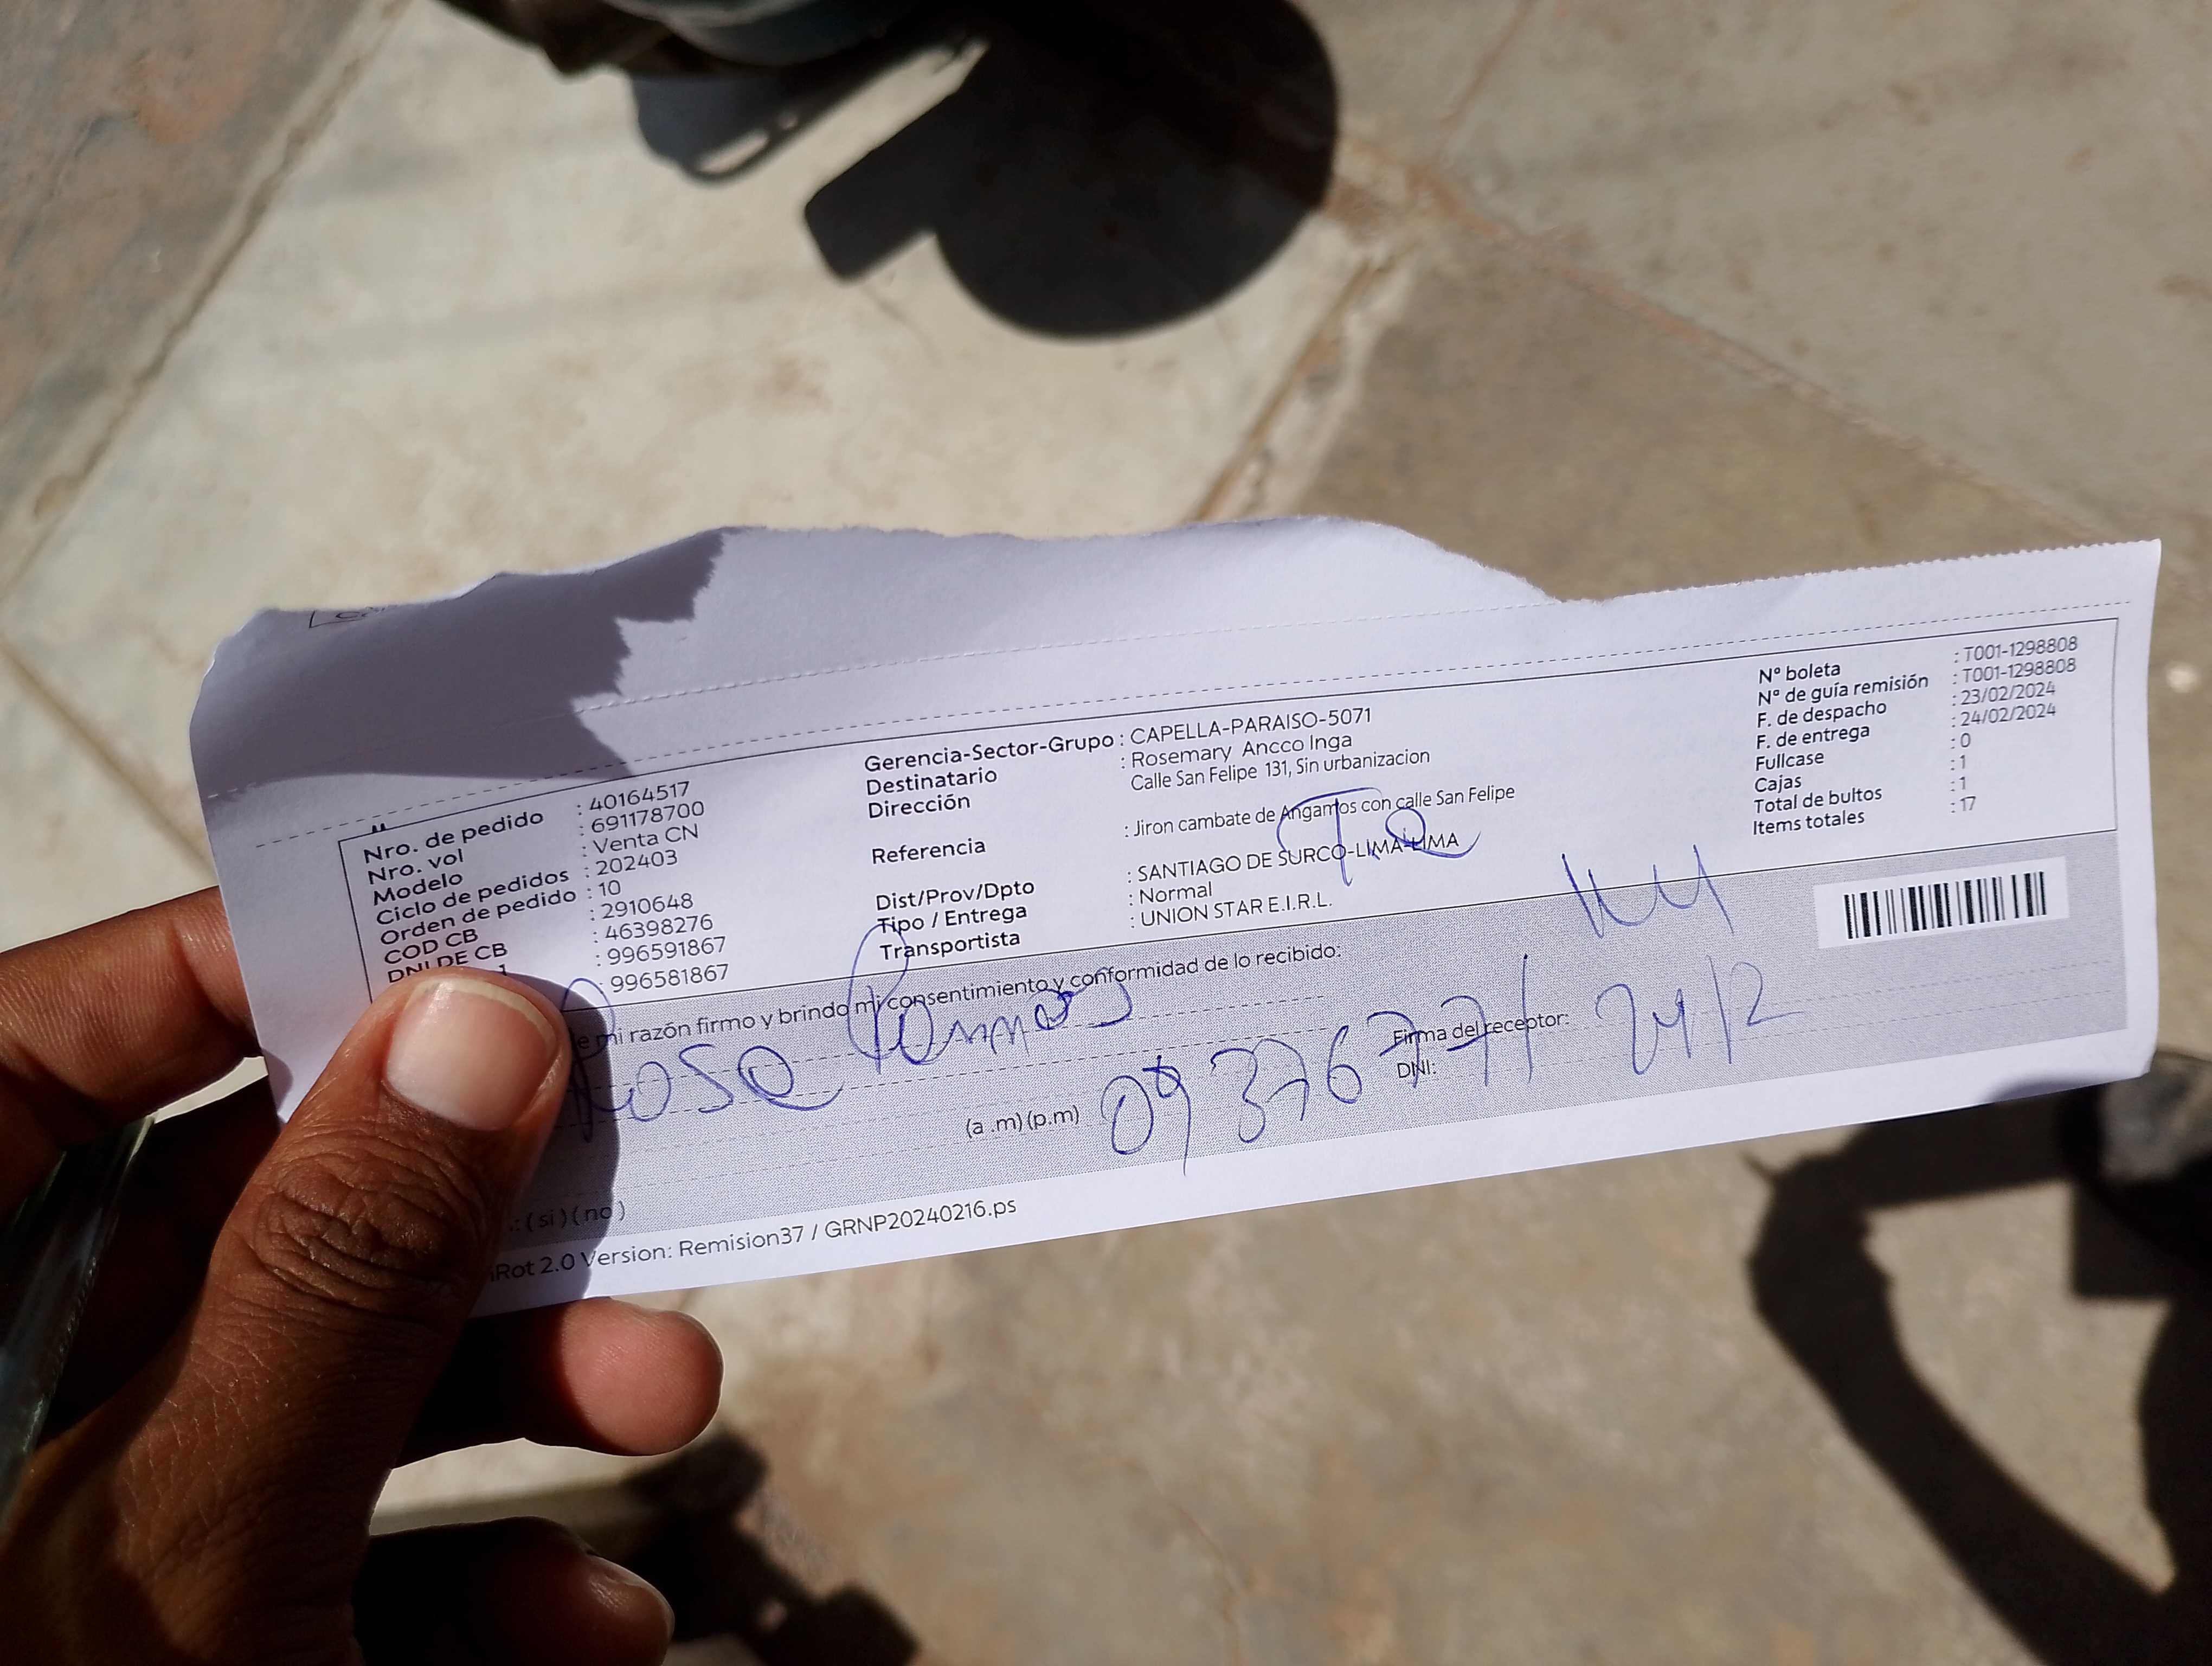 Nro. de pedido : 40164517
Nro. vol : 691178700
Modelo : Venta CN
Ciclo de pedidos : 202403
Orden de pedido : 10
COD CB : 2910648
DNI DE CB : 46398276
: 996591867
: 996581867
Gerencia-Sector-Grupo : CAPELLA-PARAISO-5071
Destinatario : Rosemary Ancco Inga
Dirección Calle San Felipe 131, Sin urbanizacion
Referencia : Jiron cambate de Angamos con calle San Felipe
Dist/Prov/Dpto : SANTIAGO DE SURCO-LIMA-LIMA
Tipo / Entrega : Normal
Transportista : UNION STAR E.I.R.L.
Nº boleta : T001-1298808
Nº de guía remisión : T001-1298808
F. de despacho : 23/02/2024
F. de entrega : 24/02/2024
Fullcase : 0
Cajas : 1
Total de bultos : 1
Items totales : 17
e mi razón firmo y brindo mi consentimiento y conformidad de lo recibido:
Rosa
Firma del receptor:
DNI:
(a .m) (p.m)
09376777 24/2
.: ( si ) ( no )
Rot 2.0 Version: Remision37 / GRNP20240216.ps